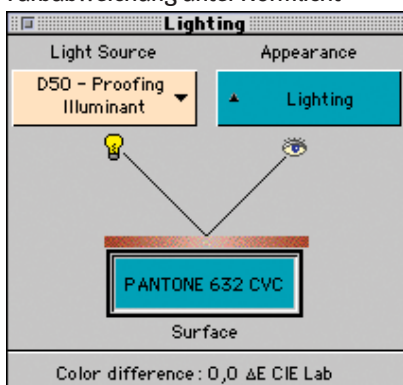 Farbabweichung unter Normlicht
Lighting
Light Source
Appearance
D50 - Proofing
Illuminant
Lighting
PANTONE 632 CVC
Surface
Color difference: 0,0 ΔE CIE Lab